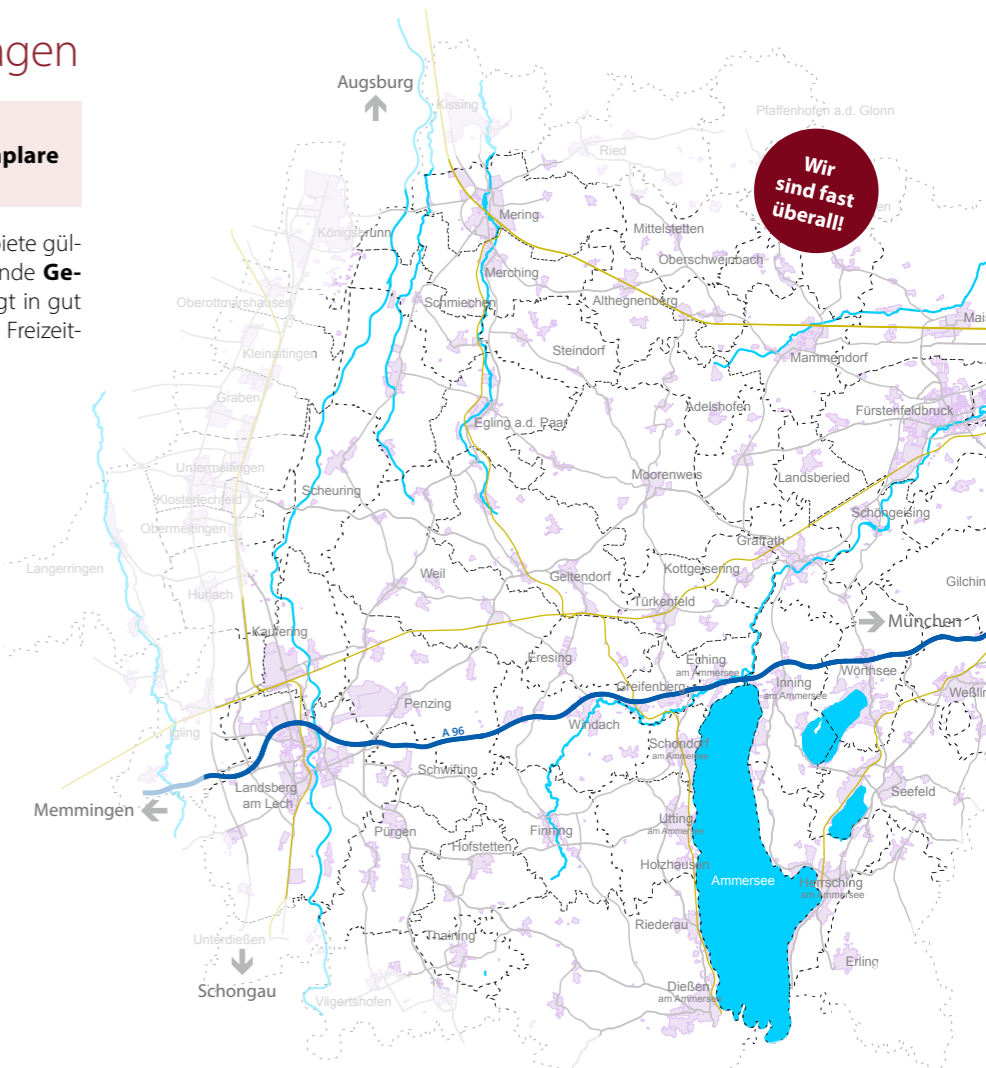 agen
plare
biete gül-
nde Ge-
gt in gut
Freizeit-
Augsburg
Kissing
Pfaffenhofen a.d. Glonn
Ried
Wir
sind fast
überall!
en
Mering
Königsbrunn
Mittelstetten
Oberschweinbach
Merching
Oberottmarshausen
Schmiechen
Althegnenberg
Mais
Kleinaitingen
Steindorf
Mammendorf
Graben
Adelshofen
Fürstenfeldbruck
Egling a.d. Paar
Untermeitingen
Moorenweis
Landsberied
Klosterlechfeld
Scheuring
Schöngeising
Obermeitingen
Grafrath
Langerringen
Weil
Geltendorf
Kottgeisering
Gilchin
Hurlach
Türkenfeld
München
Kaufering
Eresing
Eching
am Ammersee
Wörthsee
Inning
am Ammersee
Greifenberg
Weßlin
Penzing
Windach
A 96
Igling
Schondorf
am Ammersee
Schwifting
Landsberg
am Lech
Seefeld
Memmingen
Utting
am Ammersee
Pürgen
Finning
Hofstetten
Holzhausen
Ammersee
Herrsching
am Ammersee
Riederau
Unterdießen
Thaining
Erling
Schongau
Dießen
am Ammersee
Vilgertshofen